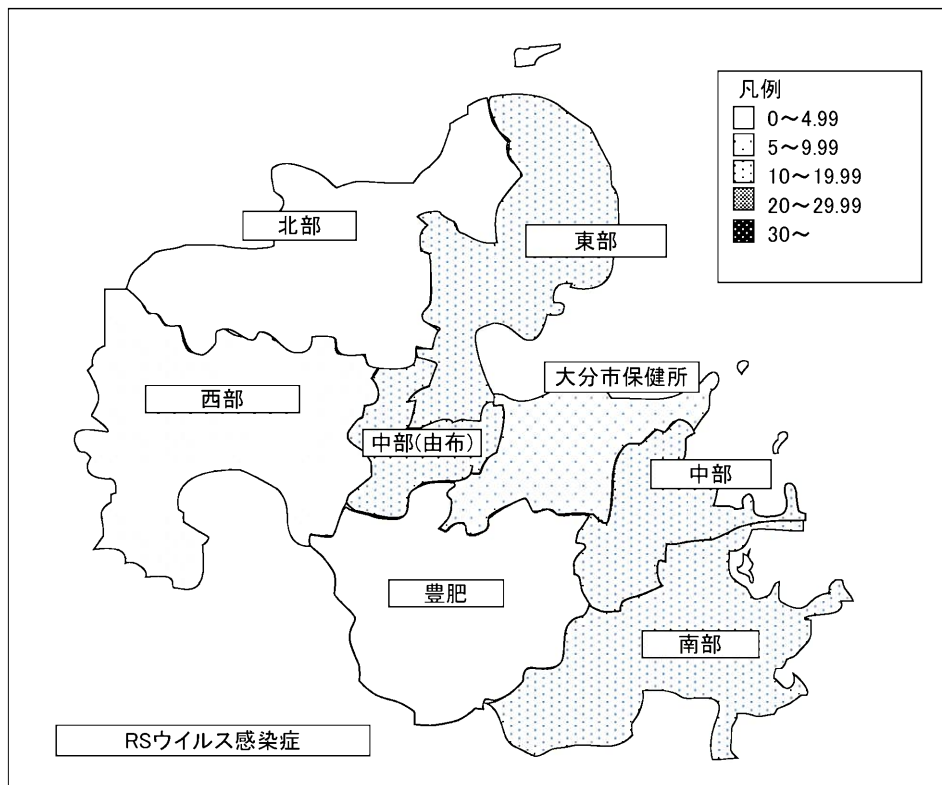 凡例
0～4.99
5～9.99
10～19.99
20～29.99
30～
北部
東部
西部
大分市保健所
中部(由布)
中部
豊肥
南部
RSウイルス感染症